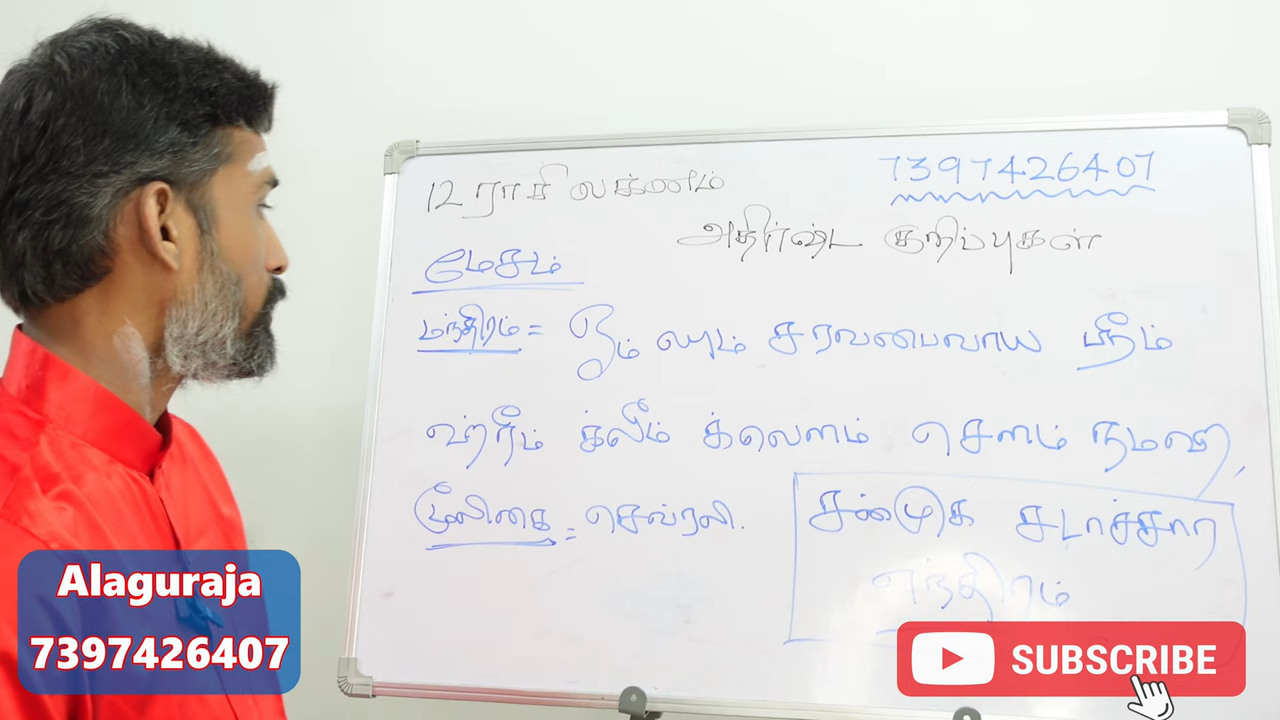 12 ராசி லக்னம்
7397426407
அதிர்ஷ்ட குறிப்புகள்
மேசம்
மந்திரம் = ஓம் சரவணபவாய
ஹ்ரீம் க்லீம் க்லௌம் சௌம் நமஹ
மூலிகை = செவ்ரலி.
சண்முக சடாச்சார
எந்திரம்
Alaguraja
7397426407
SUBSCRIBE